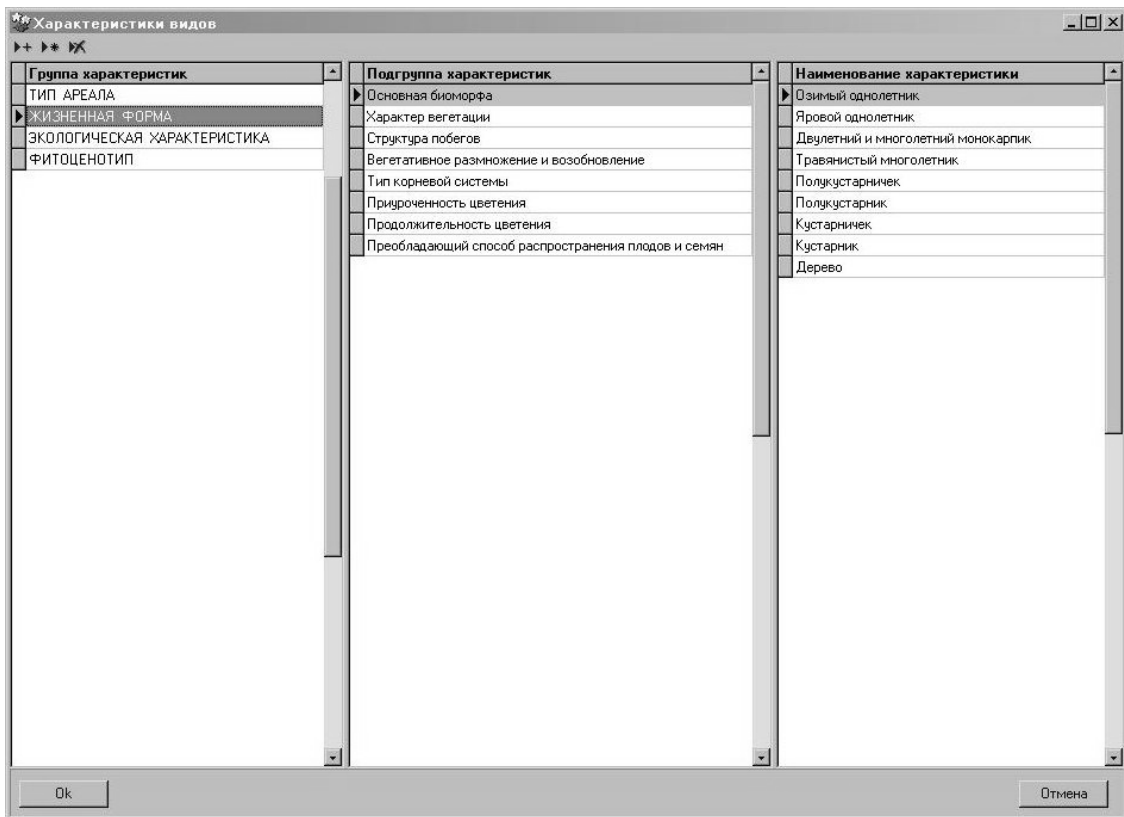 Характеристики видов
Группа характеристик
ТИП АРЕАЛА
ЖИЗНЕННАЯ ФОРМА
ЭКОЛОГИЧЕСКАЯ ХАРАКТЕРИСТИКА
ФИТОЦЕНОТИП
Подгруппа характеристик
Основная биоморфа
Характер вегетации
Структура побегов
Вегетативное размножение и возобновление
Тип корневой системы
Приуроченность цветения
Продолжительность цветения
Преобладающий способ распространения плодов и семян
Наименование характеристики
Озимый однолетник
Яровой однолетник
Двулетний и многолетний монокарпик
Травянистый многолетник
Полукустарничек
Полукустарник
Кустарничек
Кустарник
Дерево
Ok
Отмена